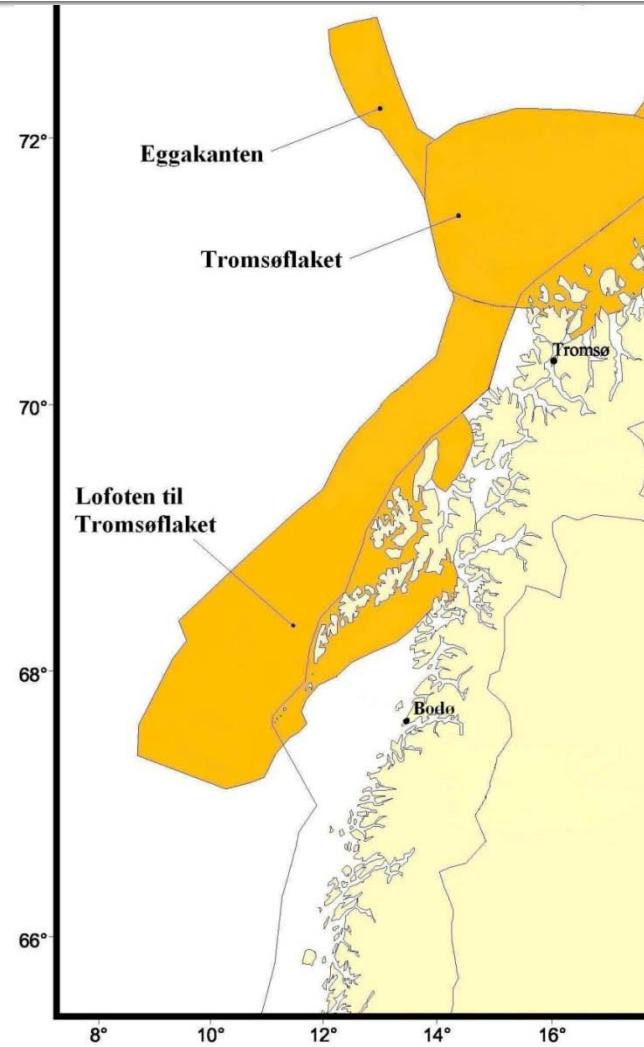 72°
Eggakanten
Tromsøflaket
Tromsø
70°
Lofoten til
Tromsøflaket
68°
Bodø
66°
8° 10° 12° 14° 16°